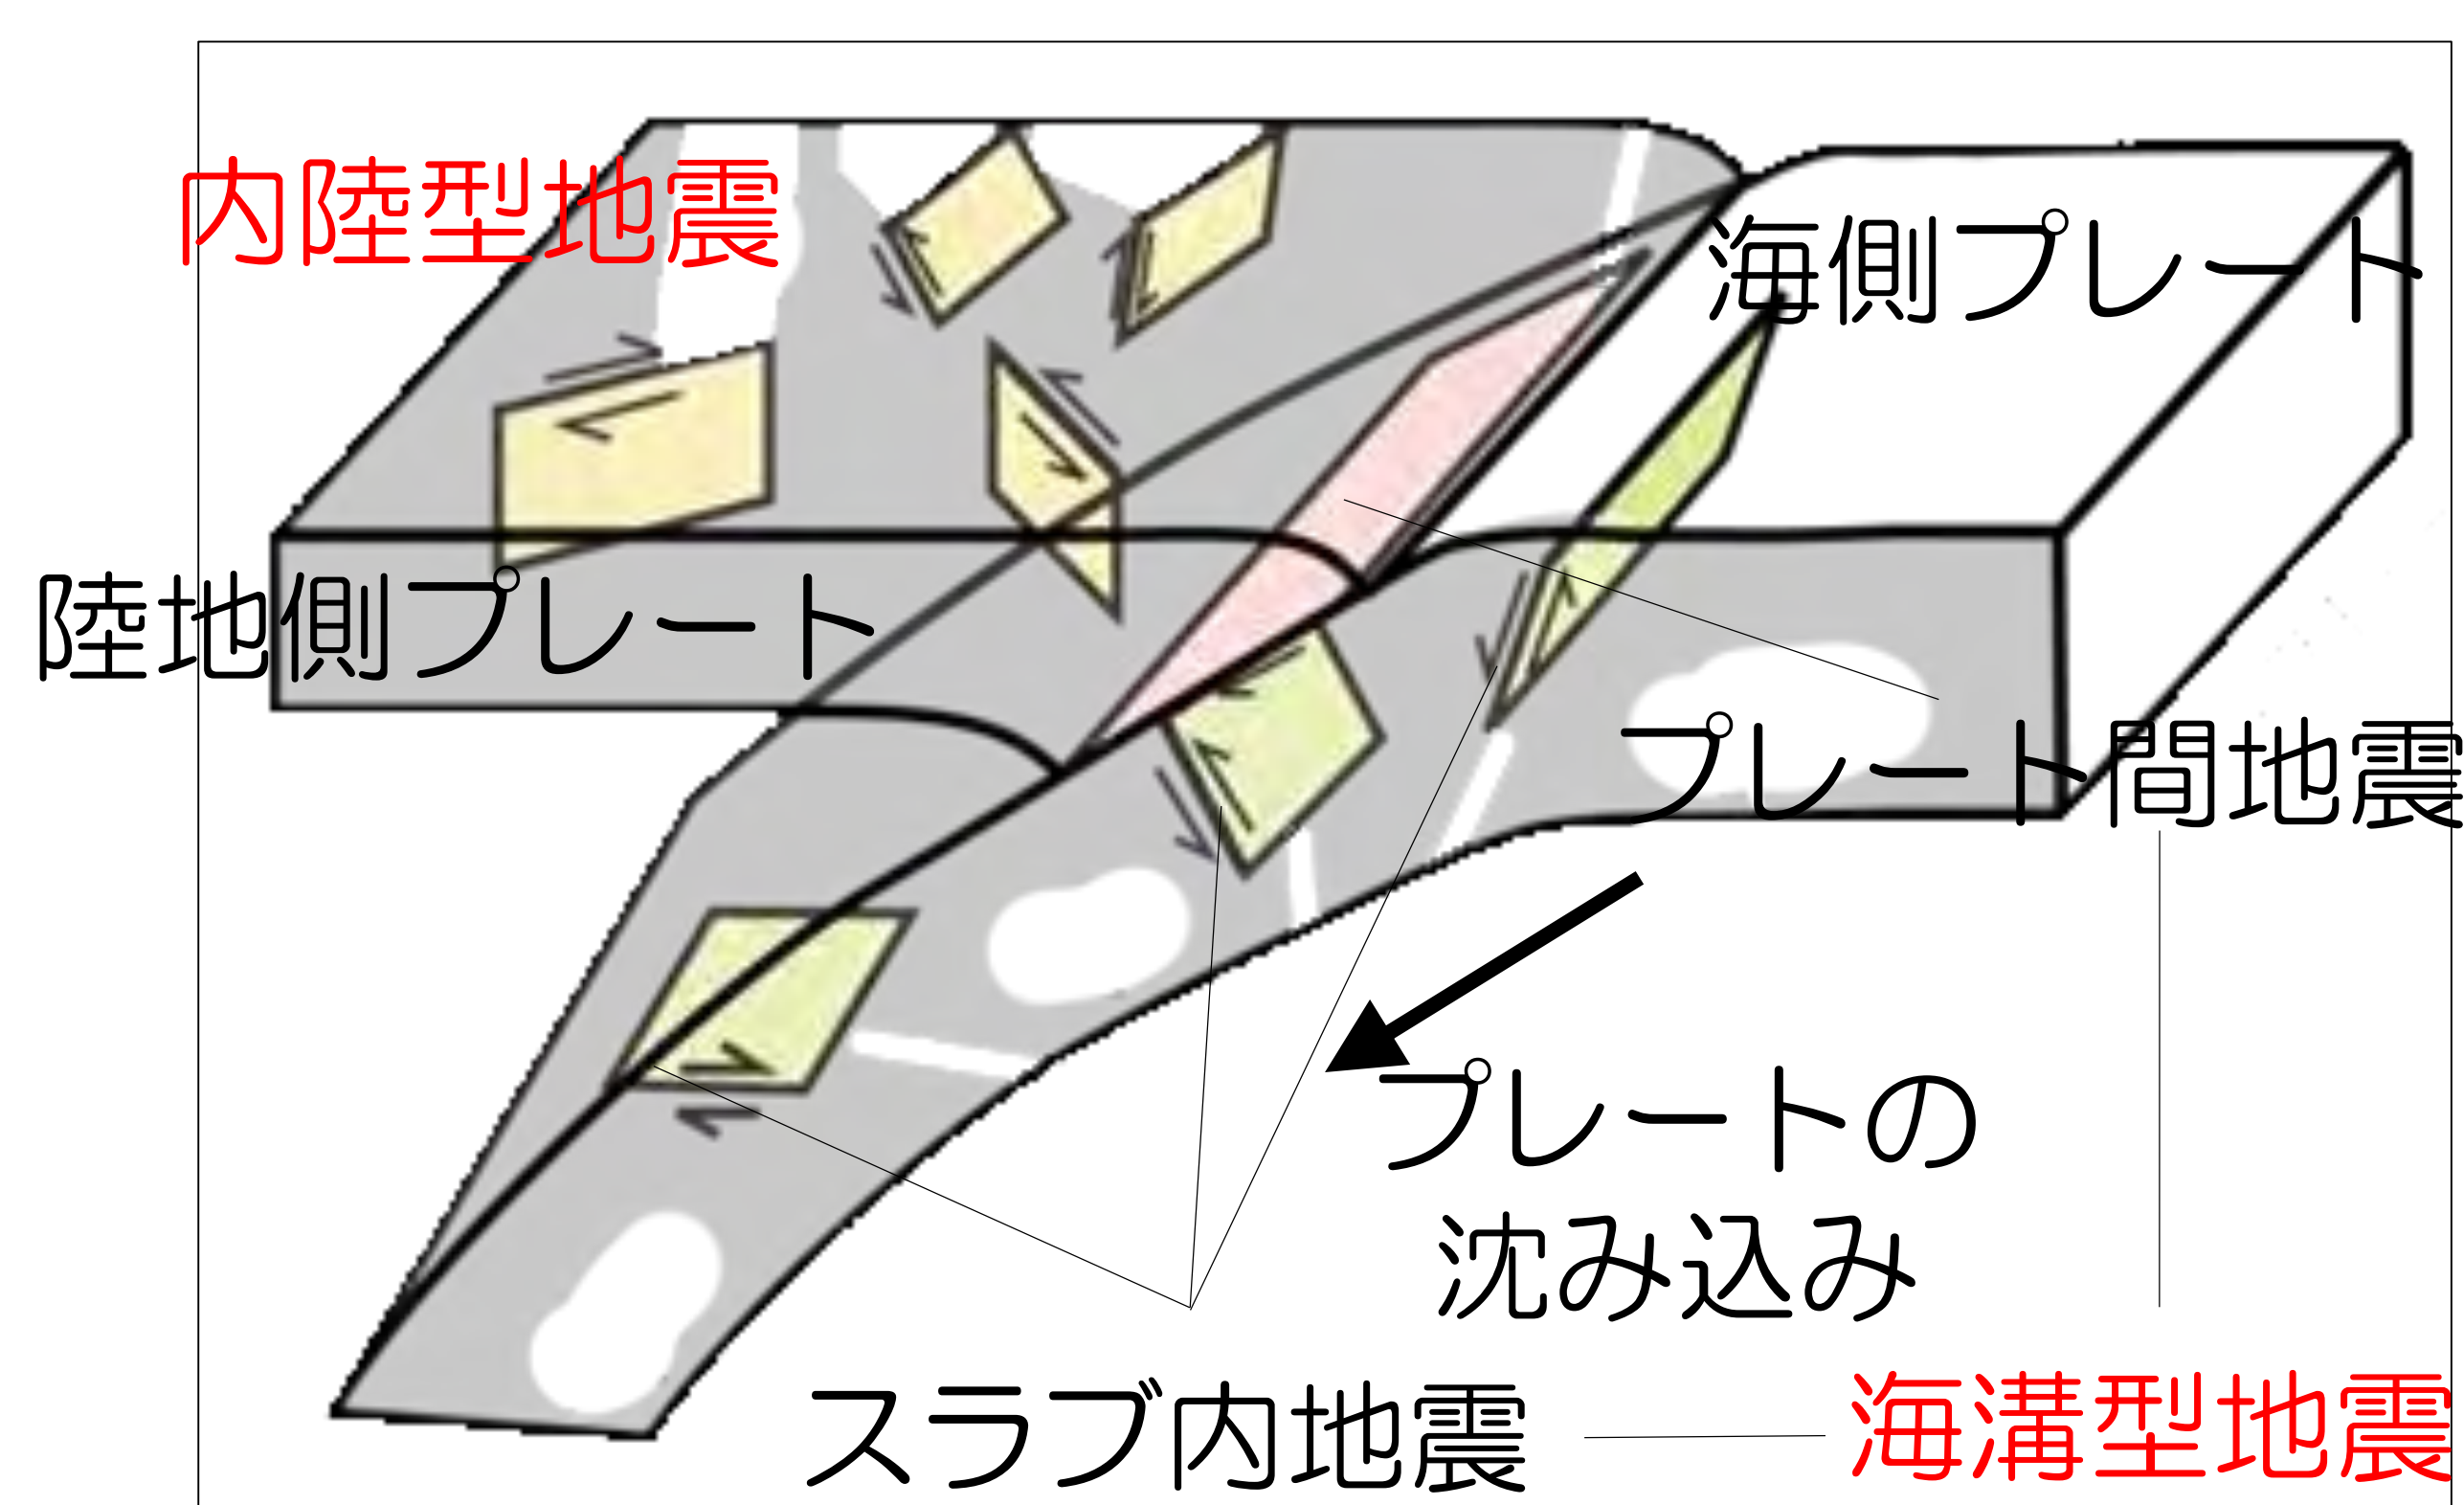 内陸型地震
海側プレート
陸地側プレート
プレート間地震
プレートの
沈み込み
スラブ内地震
海溝型地震